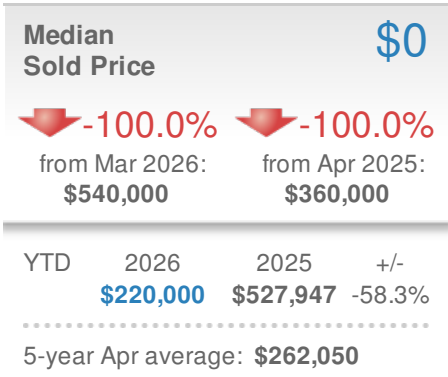 Median $0
Sold Price
-100.0% -100.0%
from Mar 2026: from Apr 2025:
$540,000 $360,000
YTD 2026 2025 +/-
$220,000 $527,947 -58.3%
5-year Apr average: $262,050